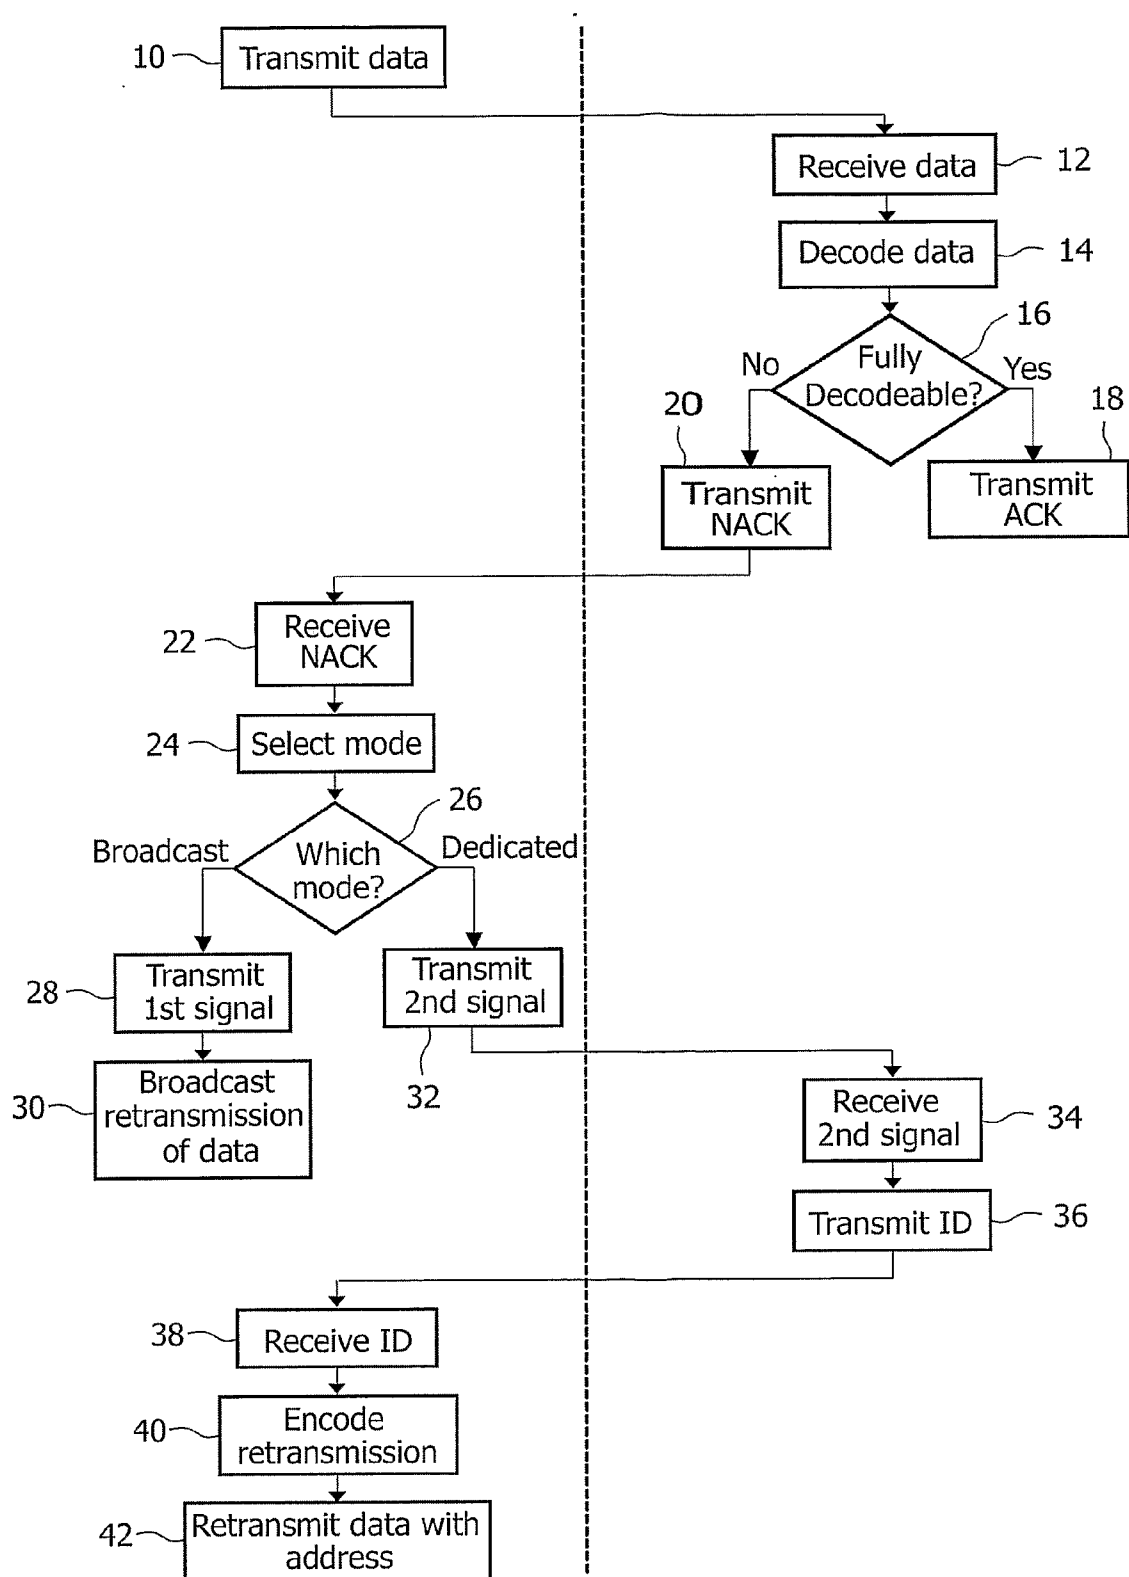 10
Transmit data
Receive data
12
Decode data
14
16
Fully
Decodeable?
No
Yes
20
18
Transmit
NACK
Transmit
ACK
22
Receive
NACK
24
Select mode
26
Broadcast
Which
mode?
Dedicated
28
Transmit
1st signal
Transmit
2nd signal
32
30
Broadcast
retransmission
of data
Receive
2nd signal
34
Transmit ID
36
38
Receive ID
40
Encode
retransmission
42
Retransmit data with
address